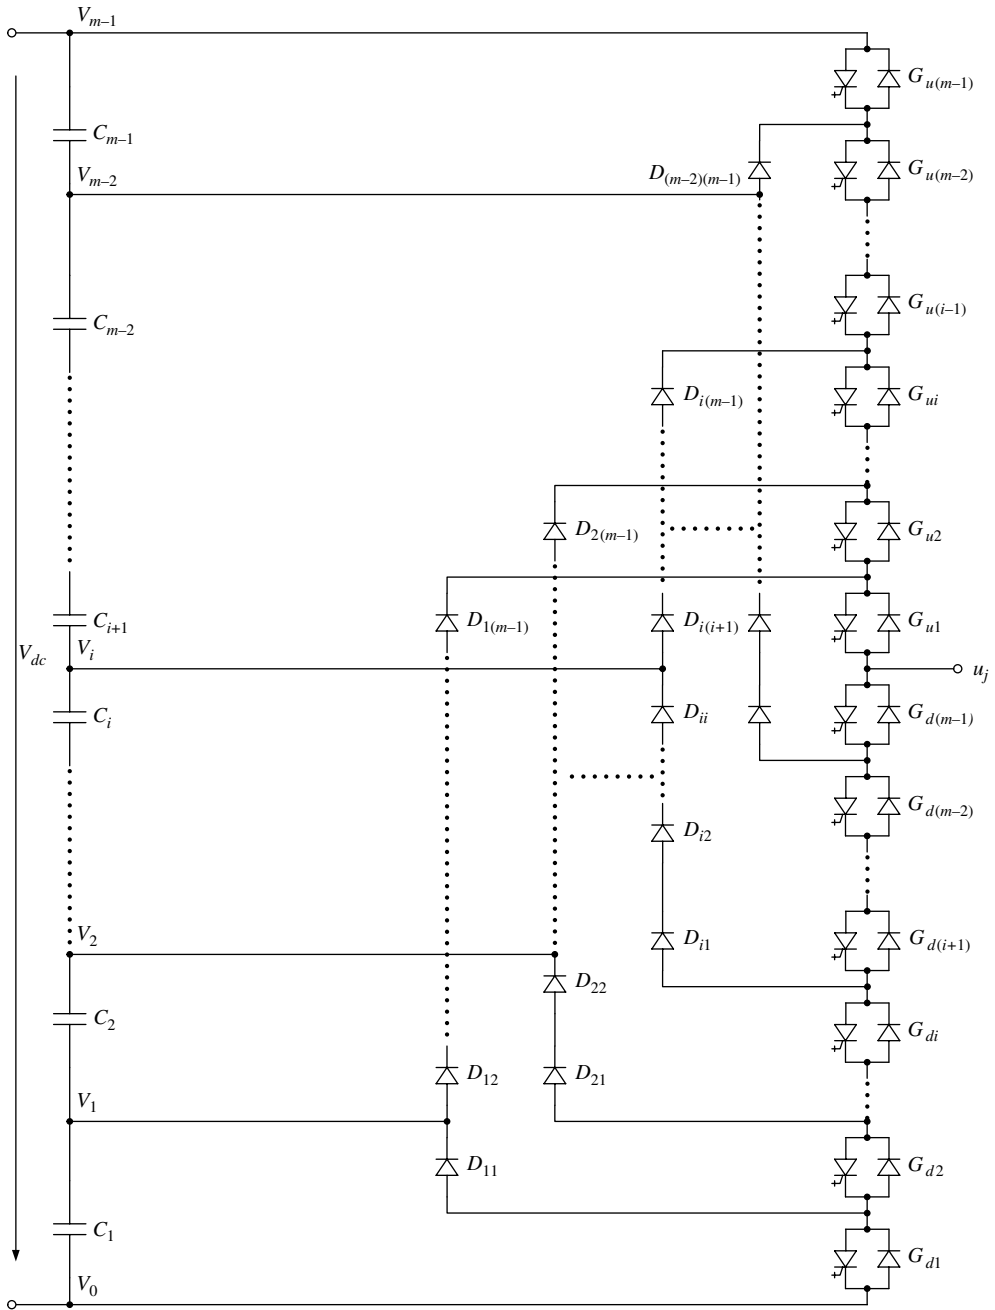 V_{m–1}
G_{u(m–1)}
C_{m–1}
V_{m–2}
D_{(m–2)(m–1)}
G_{u(m–2)}
G_{u(i–1)}
C_{m–2}
D_{i(m–1)}
G_{ui}
D_{2(m–1)}
G_{u2}
C_{i+1}
D_{1(m–1)}
D_{i(i+1)}
G_{u1}
V_i
V_{dc}
u_j
C_i
D_{ii}
G_{d(m–1)}
D_{i2}
G_{d(m–2)}
V_2
D_{i1}
G_{d(i+1)}
D_{22}
C_2
G_{di}
D_{12}
D_{21}
V_1
D_{11}
G_{d2}
C_1
G_{d1}
V_0